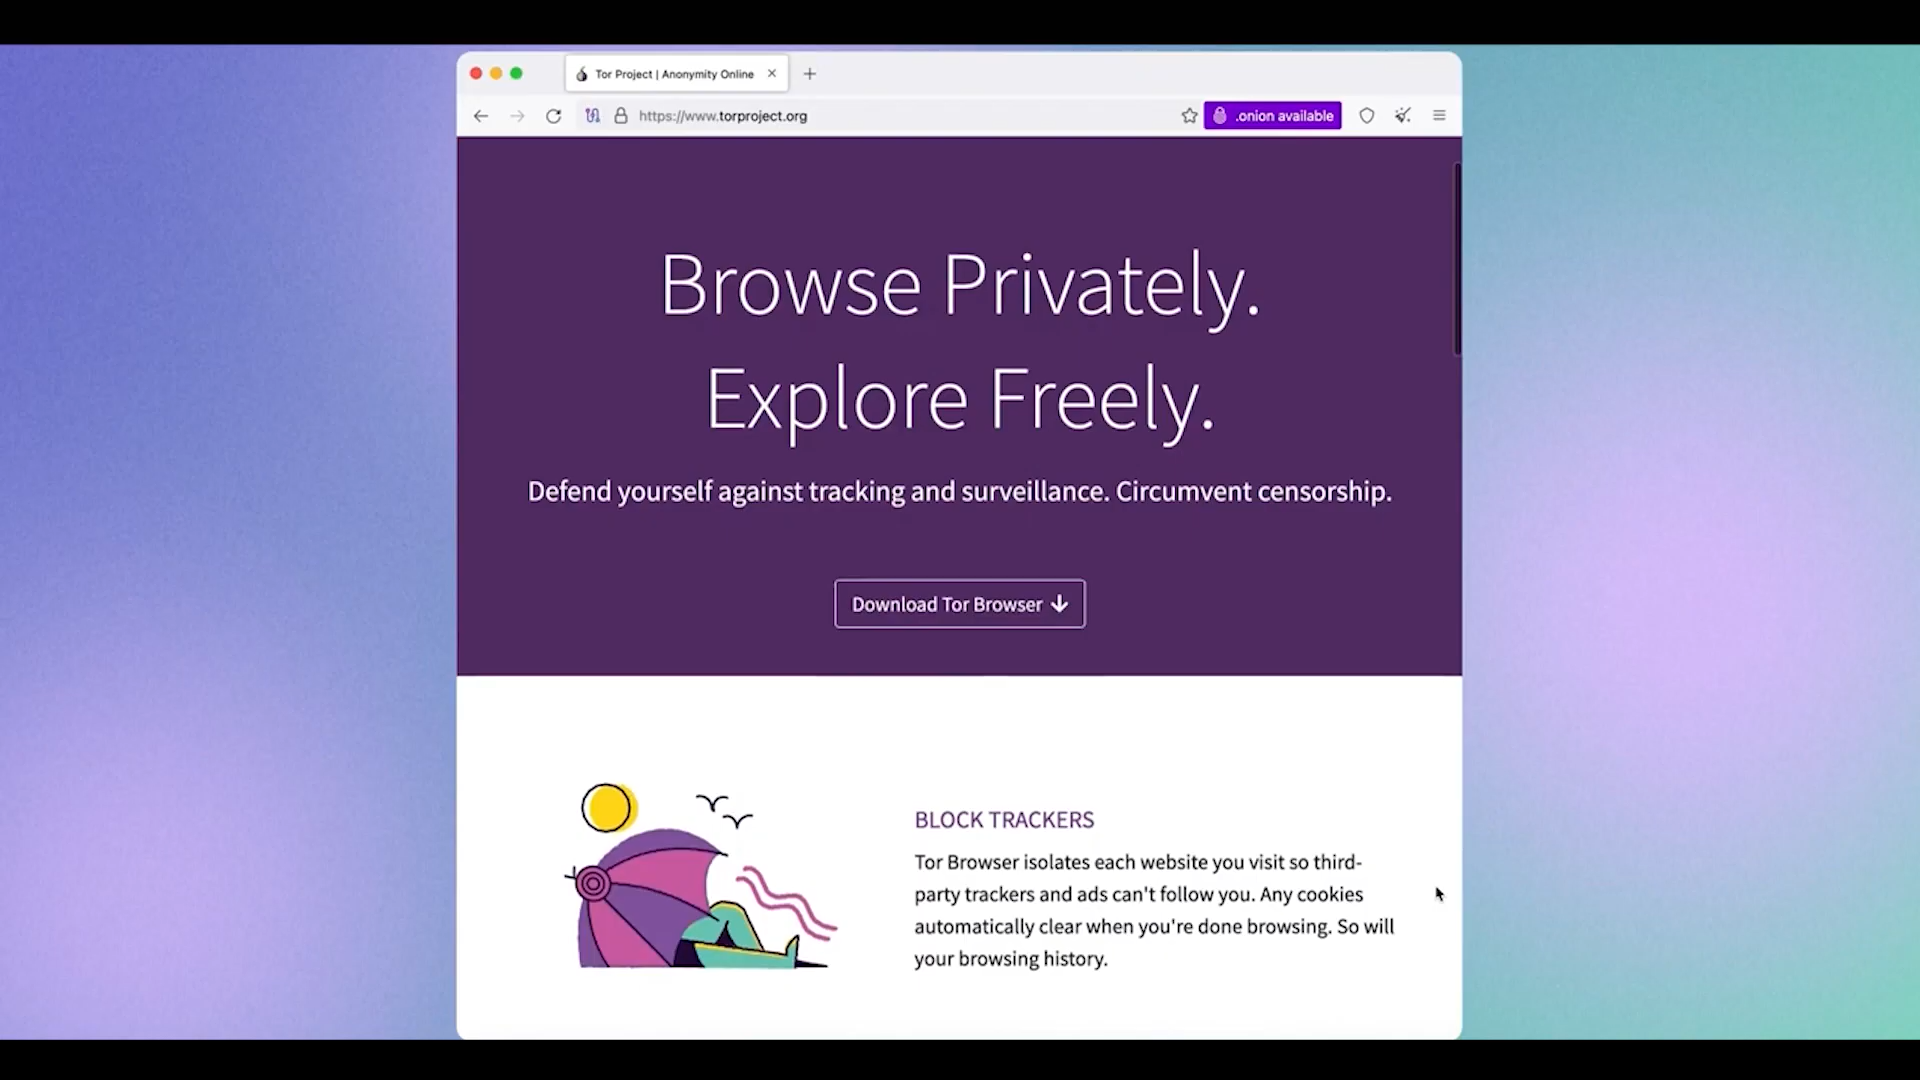 Tor Project | Anonymity Online
https://www.torproject.org
.onion available
Browse Privately.
Explore Freely.
Defend yourself against tracking and surveillance. Circumvent censorship.
Download Tor Browser
BLOCK TRACKERS
Tor Browser isolates each website you visit so third-
party trackers and ads can't follow you. Any cookies
automatically clear when you're done browsing. So will
your browsing history.